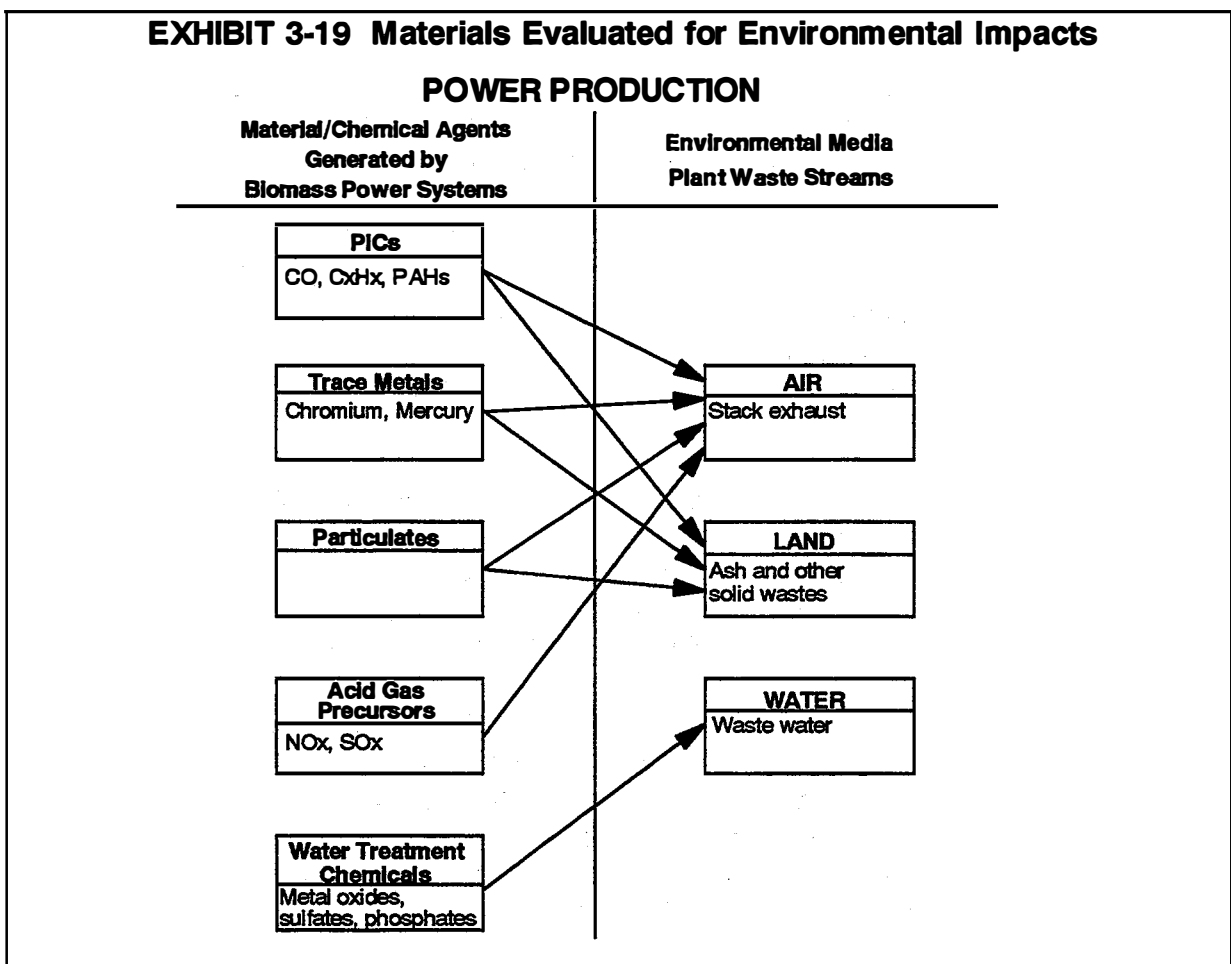 EXHIBIT 3-19 Materials Evaluated for Environmental Impacts
POWER PRODUCTION
Material/Chemical Agents
Generated by
Biomass Power Systems
Environmental Media
Plant Waste Streams
PICs
CO, CxHx, PAHs
Trace Metals
Chromium, Mercury
Particulates
Acid Gas
Precursors
NOx, SOx
Water Treatment
Chemicals
Metal oxides,
sulfates, phosphates
AIR
Stack exhaust
LAND
Ash and other
solid wastes
WATER
Waste water